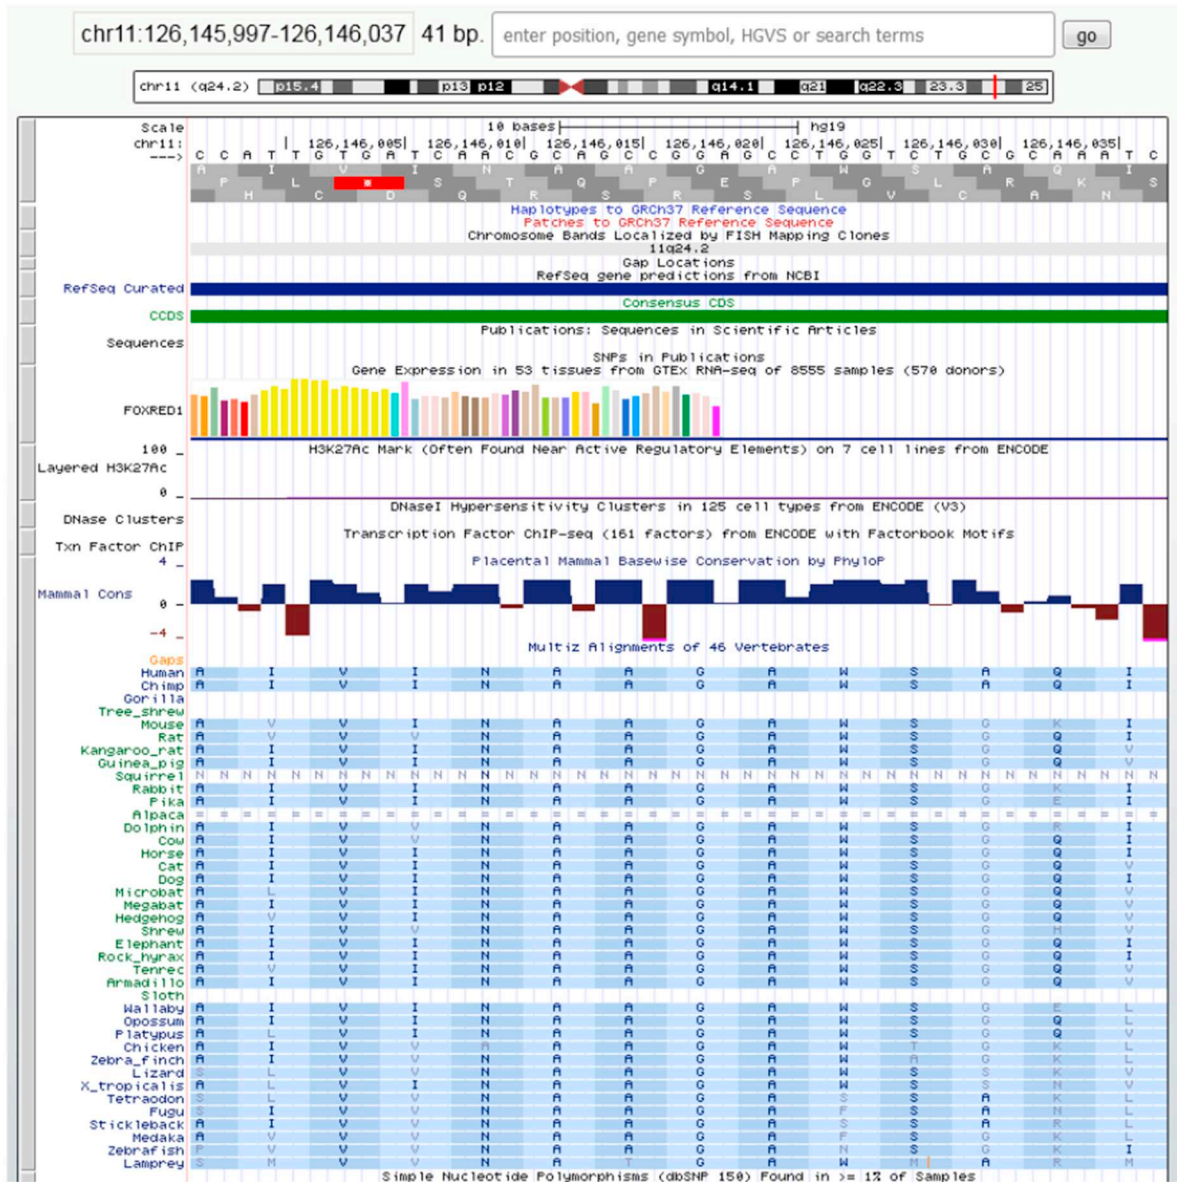 chr11:126,145,997-126,146,037 41 bp. enter position, gene symbol, HGVS or search terms go
chr11 (q24.2) p15.4 p13 p12 q14.1 q21 q22.3 23.3 25
Scale 10 bases hg19
chr11: 126,146,005 126,146,010 126,146,015 126,146,020 126,146,025 126,146,030 126,146,035
---> C C A T T G T G A T C A A C G C A G C C G G A G C C T G G T C T G C G C A A A T C
A I V I N A A G A W S A Q I
P L * S T Q P E P G L R K S
H C D Q R S R S L V C A N
Haplotypes to GRCh37 Reference Sequence
Patches to GRCh37 Reference Sequence
Chromosome Bands Localized by FISH Mapping Clones
11q24.2
Gap Locations
RefSeq gene predictions from NCBI
RefSeq Curated
Consensus CDS
CCDS
Publications: Sequences in Scientific Articles
Sequences
SNPs in Publications
Gene Expression in 53 tissues from GTEx RNA-seq of 8555 samples (570 donors)
FOXRED1
100 _ H3K27Ac Mark (Often Found Near Active Regulatory Elements) on 7 cell lines from ENCODE
Layered H3K27Ac
0 _
DNaseI Hypersensitivity Clusters in 125 cell types from ENCODE (V3)
DNase Clusters
Transcription Factor ChIP-seq (161 factors) from ENCODE with Factorbook Motifs
Txn Factor ChIP
4 _ Placental Mammal Basewise Conservation by PhyloP
Mammal Cons
0 _
-4 _
Multiz Alignments of 46 Vertebrates
Gaps
Human A I V I N A A G A W S A Q I
Chimp A I V I N A A G A W S A Q I
Gorilla
Tree_shrew
Mouse A V V I N A A G A W S G K I
Rat A V V V N A A G A W S G Q I
Kangaroo_rat A I V I N A A G A W S G Q V
Guinea_pig A I V I N A A G A W S G Q V
Squirrel N N N N N N N N N N N N N N N N N N N N N N N N N N N N N N N N N N N N N N N N N
Rabbit A I V I N A A G A W S G K I
Pika A I V I N A A G A W S G E I
Alpaca = = = = = = = = = = = = = = = = = = = = = = = = = = = = = = = = = = = = = = = = =
Dolphin A I V V N A A G A W S G R I
Cow A I V V N A A G A W S G Q I
Horse A I V I N A A G A W S G Q I
Cat A I V I N A A G A W S G Q V
Dog A I V I N A A G A W S G Q I
Microbat A L V I N A A G A W S G Q V
Megabat A I V I N A A G A W S G Q V
Hedgehog A V V I N A A G A W S G Q V
Shrew A I V V N A A G A W S G H V
Elephant A I V I N A A G A W S G Q I
Rock_hyrax A I V I N A A G A W S G Q I
Tenrec A V V I N A A G A W S G Q V
Armadillo A I V I N A A G A W S G Q V
Sloth
Wallaby A I V I N A A G A W S G E L
Opossum A I V I N A A G A W S G Q L
Platypus A L V I N A A G A W S G Q V
Chicken A I V V A A A G A W T G K L
Zebra_finch A I V V N A A G A W A G K L
Lizard S L V V N A A G A W S S K V
X_tropicalis A L V I N A A G A W S S N V
Tetraodon S L V V N A A G A S S A K L
Fugu S I V V N A A G A F S A N L
Stickleback A I V V N A A G A S S A R L
Medaka A V V V N A A G A F S G K L
Zebrafish P V V V N A A G A N S G K I
Lamprey S M V V N A T G A W M A R M
Simple Nucleotide Polymorphisms (dbSNP 150) Found in >= 1% of Samples